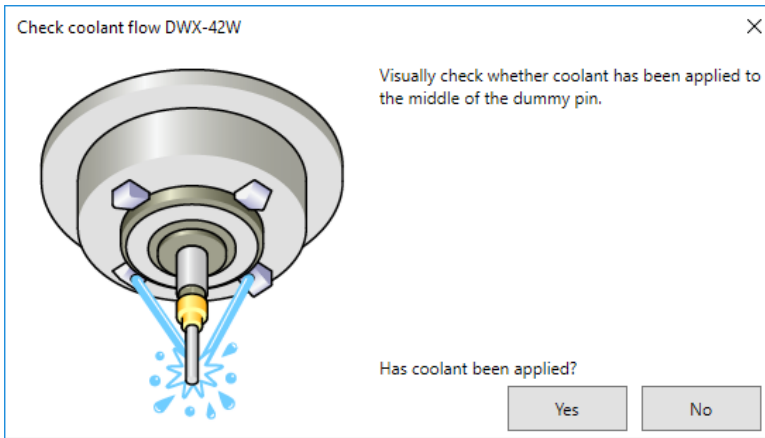 Check coolant flow DWX-42W
Visually check whether coolant has been applied to
the middle of the dummy pin.
Has coolant been applied?
Yes
No